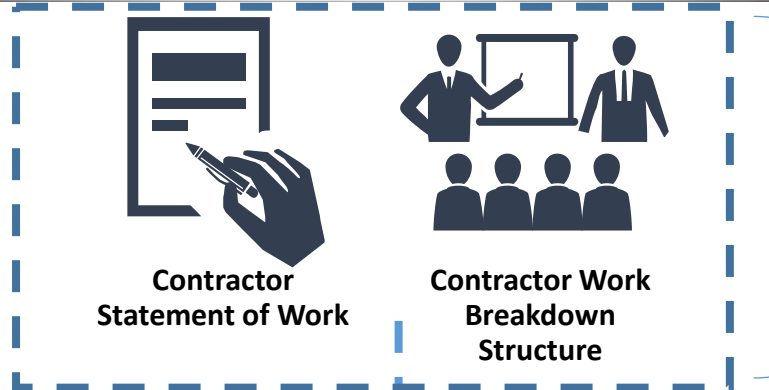 Contractor
Statement of Work
Contractor Work
Breakdown
Structure